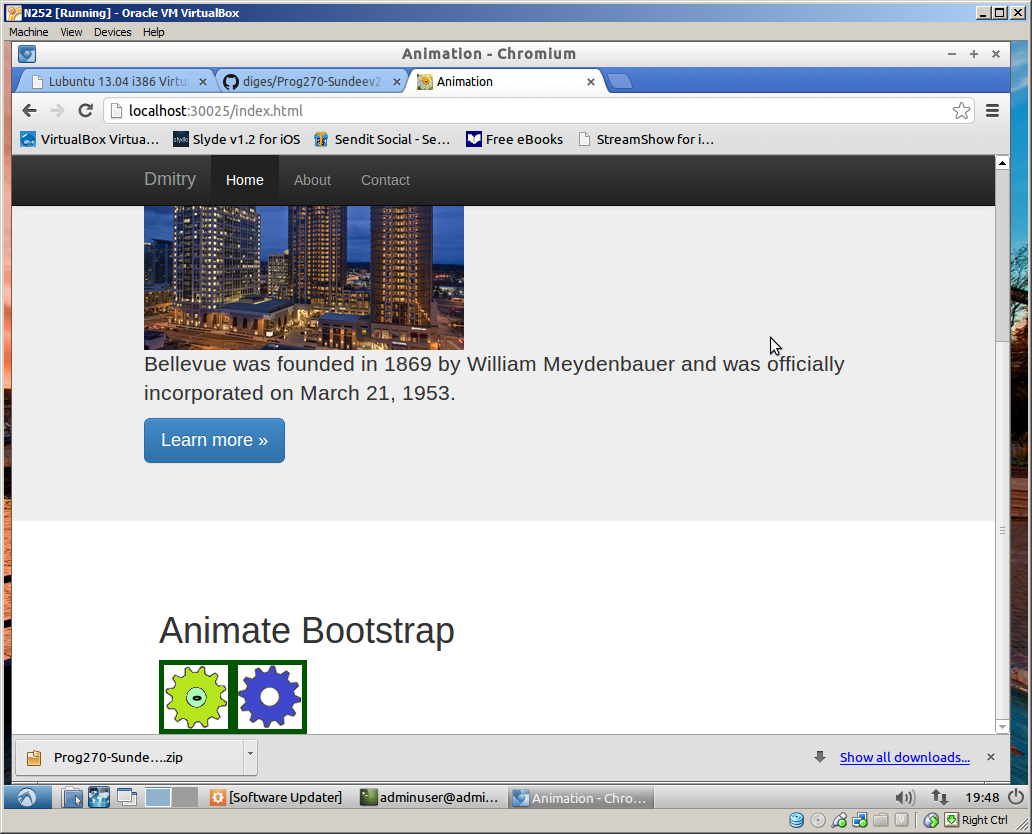 N252 [Running] - Oracle VM VirtualBox
Machine View Devices Help
Animation - Chromium
Lubuntu 13.04 i386 Virtu diges/Prog270-Sundeev2 Animation
localhost:30025/index.html
VirtualBox Virtua... Slyde v1.2 for iOS Sendit Social - Se... Free eBooks StreamShow for i...
Dmitry Home About Contact
Bellevue was founded in 1869 by William Meydenbauer and was officially
incorporated on March 21, 1953.
Learn more »
Animate Bootstrap
Prog270-Sunde....zip Show all downloads...
[Software Updater] adminuser@admi... Animation - Chro... 19:48
Right Ctrl